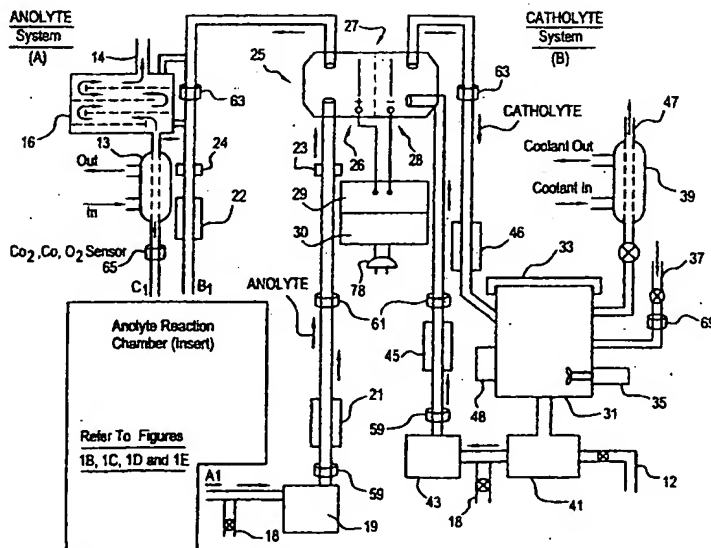 ANOLYTE
System
(A)
CATHOLYTE
System
(B)
14
27
25
63
63
47
16
13
24
CATHOLYTE
Coolant Out
Coolant In
39
Out
In
23
26
28
22
29
30
46
33
37
Co2,Co, O2 Sensor
65
78
C1
B1
ANOLYTE
61
Anolyte Reaction
Chamber (Insert)
45
48
35
31
21
59
Refer To Figures
1B, 1C, 1D and 1E
59
A1
43
18
41
12
18
19